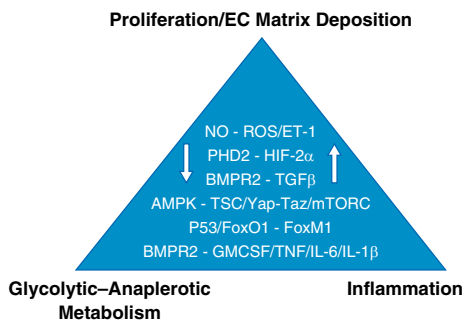 Proliferation/EC Matrix Deposition
NO - ROS/ET-1
PHD2 - HIF-2α
BMPR2 - TGFβ
AMPK - TSC/Yap-Taz/mTORC
P53/FoxO1 - FoxM1
BMPR2 - GMCSF/TNF/IL-6/IL-1β
Glycolytic–Anaplerotic
Metabolism
Inflammation